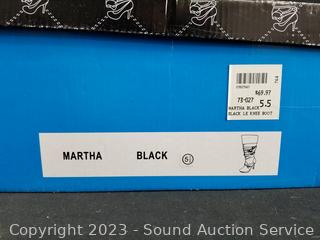 $69.97
73-027
5.5
MARTHA BLACK
BLACK LE KNEE BOOT
MARTHA BLACK 5½
Copyright 2023 - Sound Auction Service